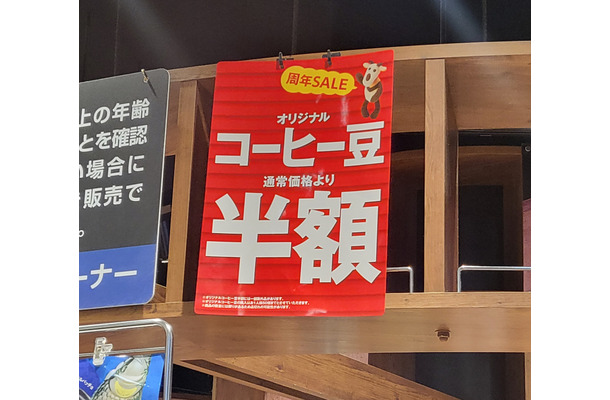 上の年齢
とを確認
い場合に
販売で
。
ーナー
周年SALE
オリジナル
コーヒー豆
通常価格より
半額